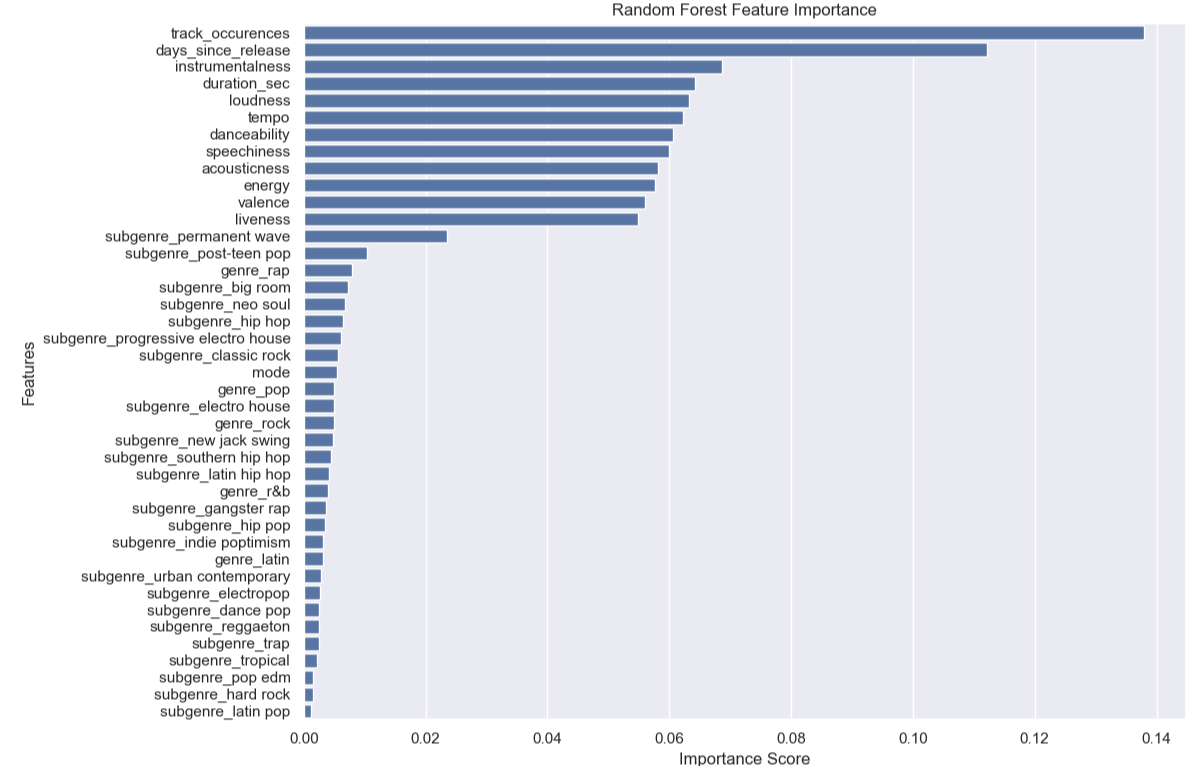 Random Forest Feature Importance
track_occurences
days_since_release
instrumentalness
duration_sec
loudness
tempo
danceability
speechiness
acousticness
energy
valence
liveness
subgenre_permanent wave
subgenre_post-teen pop
genre_rap
subgenre_big room
subgenre_neo soul
subgenre_hip hop
subgenre_progressive electro house
subgenre_classic rock
mode
genre_pop
subgenre_electro house
genre_rock
subgenre_new jack swing
subgenre_southern hip hop
subgenre_latin hip hop
genre_r&b
subgenre_gangster rap
subgenre_hip pop
subgenre_indie poptimism
genre_latin
subgenre_urban contemporary
subgenre_electropop
subgenre_dance pop
subgenre_reggaeton
subgenre_trap
subgenre_tropical
subgenre_pop edm
subgenre_hard rock
subgenre_latin pop
Features
0.00 0.02 0.04 0.06 0.08 0.10 0.12 0.14
Importance Score